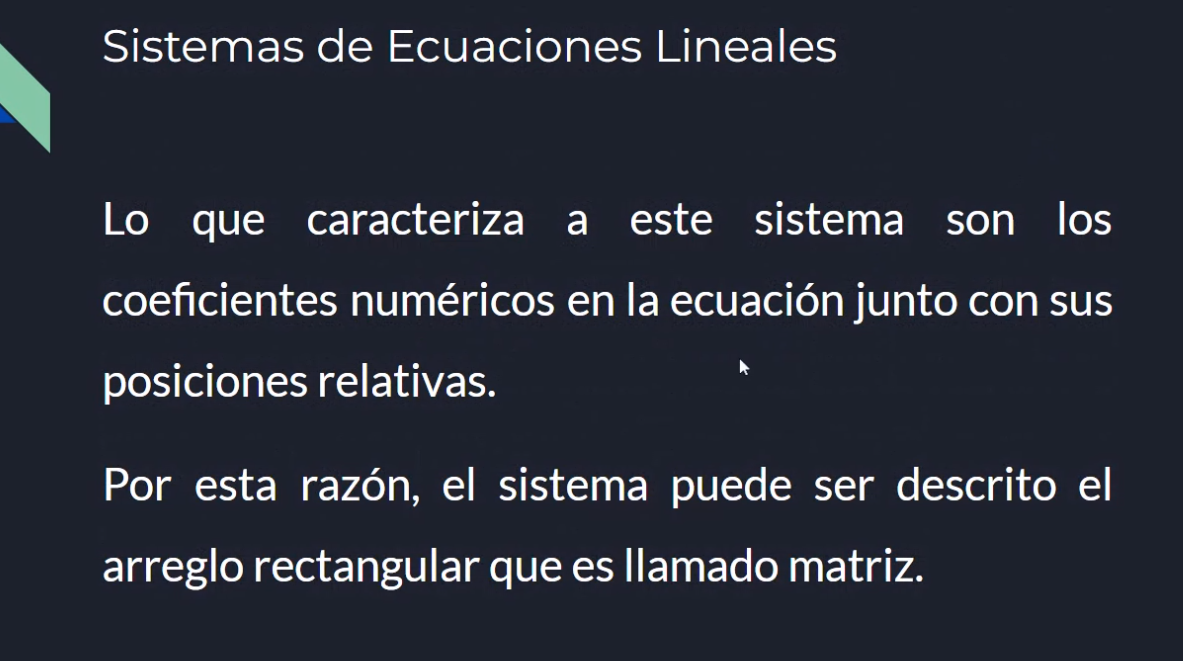 Sistemas de Ecuaciones Lineales
Lo que caracteriza a este sistema son los
coeficientes numéricos en la ecuación junto con sus
posiciones relativas.
Por esta razón, el sistema puede ser descrito el
arreglo rectangular que es llamado matriz.